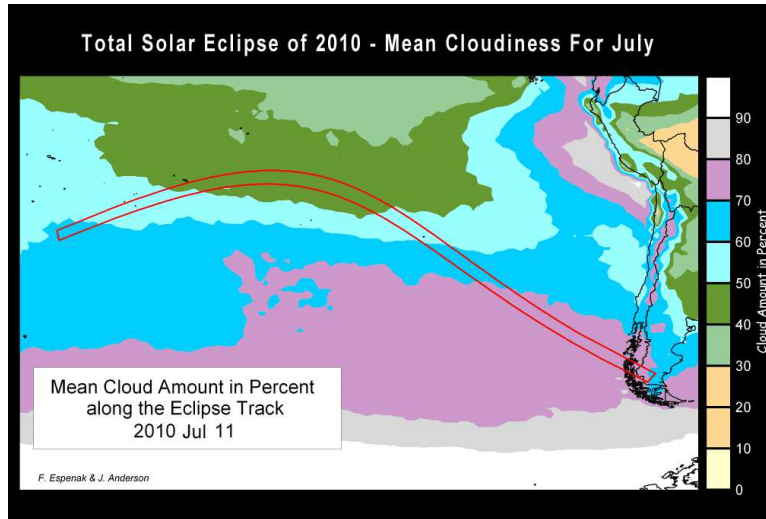 Total Solar Eclipse of 2010 - Mean Cloudiness For July
90
80
70
60
50
40
30
20
10
0
Cloud Amount in Percent
Mean Cloud Amount in Percent
along the Eclipse Track
2010 Jul 11
F. Espenak & J. Anderson